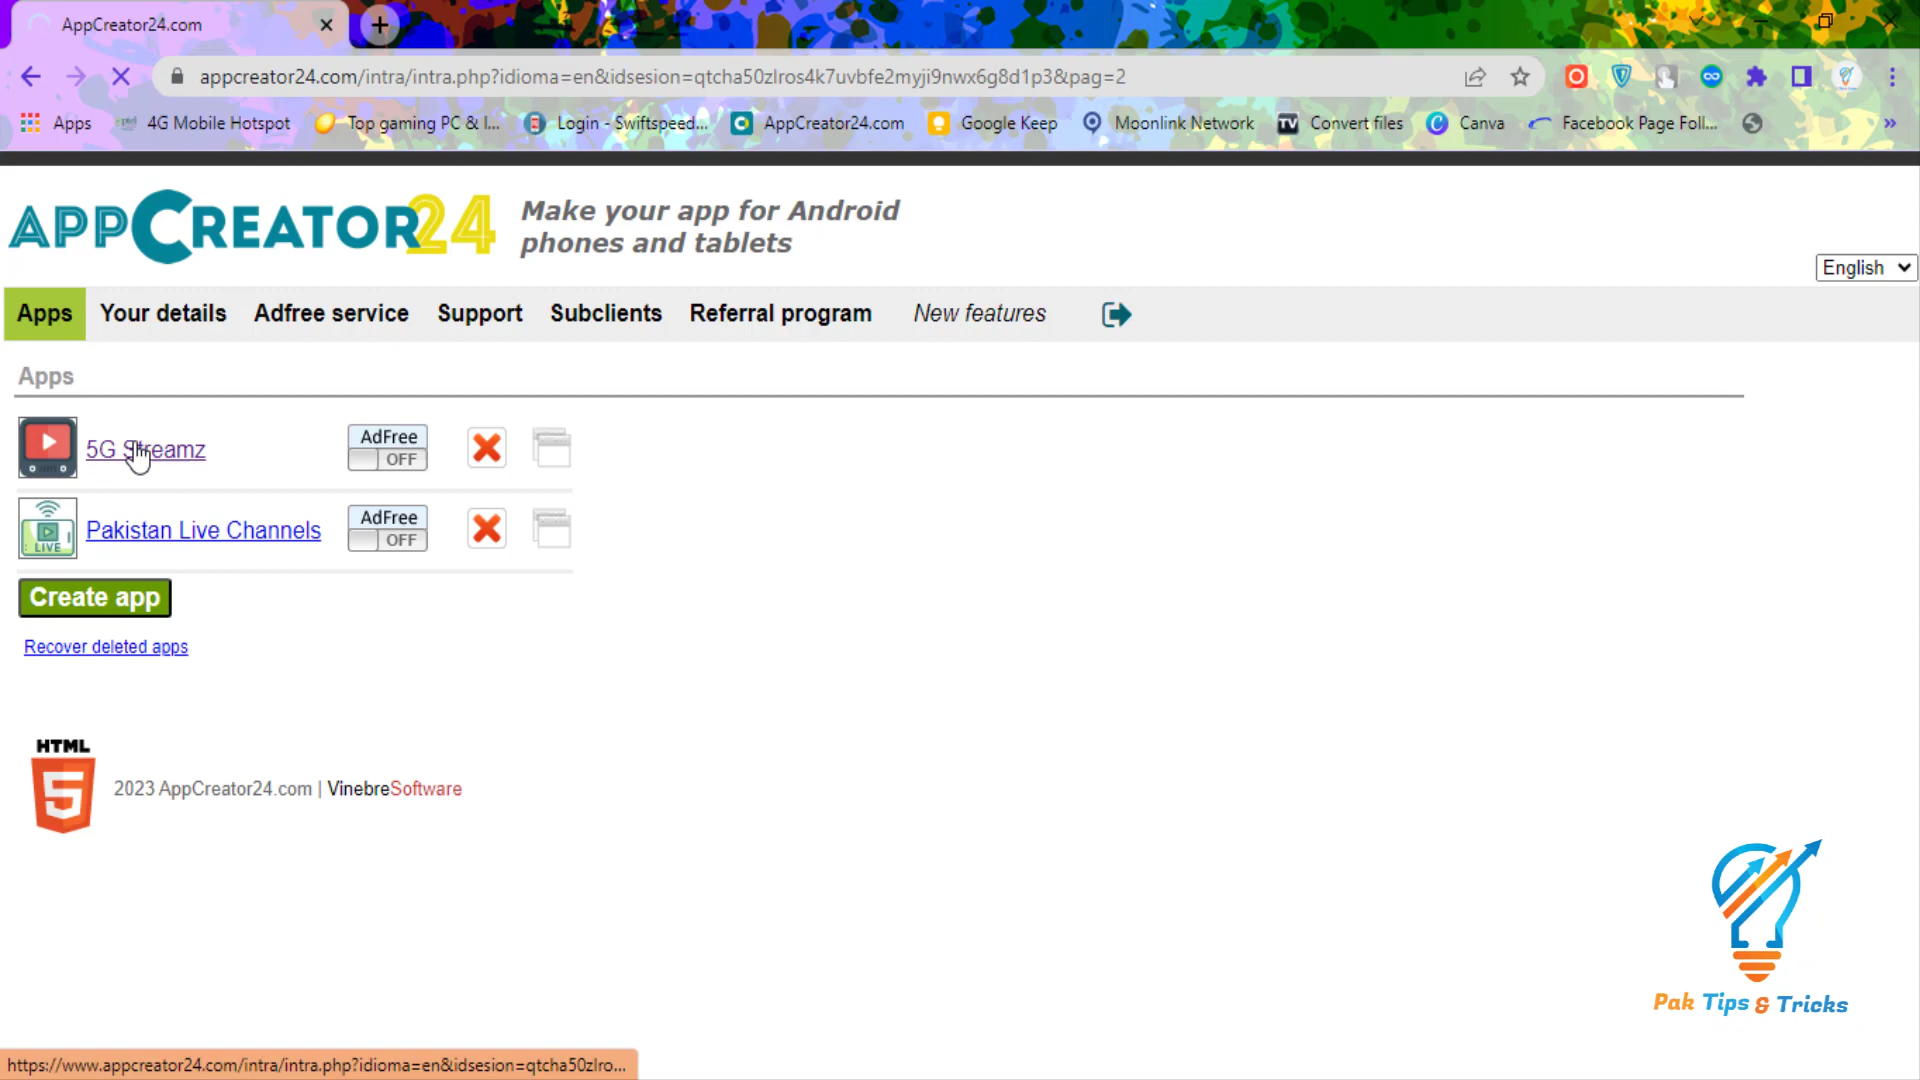 AppCreator24.com
appcreator24.com/intra/intra.php?idioma=en&idsesion=qtcha50zlros4k7uvbfe2myji9nwx6g8d1p3&pag=2
Apps 4G Mobile Hotspot Top gaming PC & l... Login - Swiftspeed... AppCreator24.com Google Keep Moonlink Network TV Convert files Canva Facebook Page Foll... »
APPCREATOR24
Make your app for Android
phones and tablets
English
Apps Your details Adfree service Support Subclients Referral program New features
Apps
5G Streamz AdFree OFF
LIVE Pakistan Live Channels AdFree OFF
Create app
Recover deleted apps
HTML
5
2023 AppCreator24.com | VinebreSoftware
Pak Tips & Tricks
https://www.appcreator24.com/intra/intra.php?idioma=en&idsesion=qtcha50zlro...